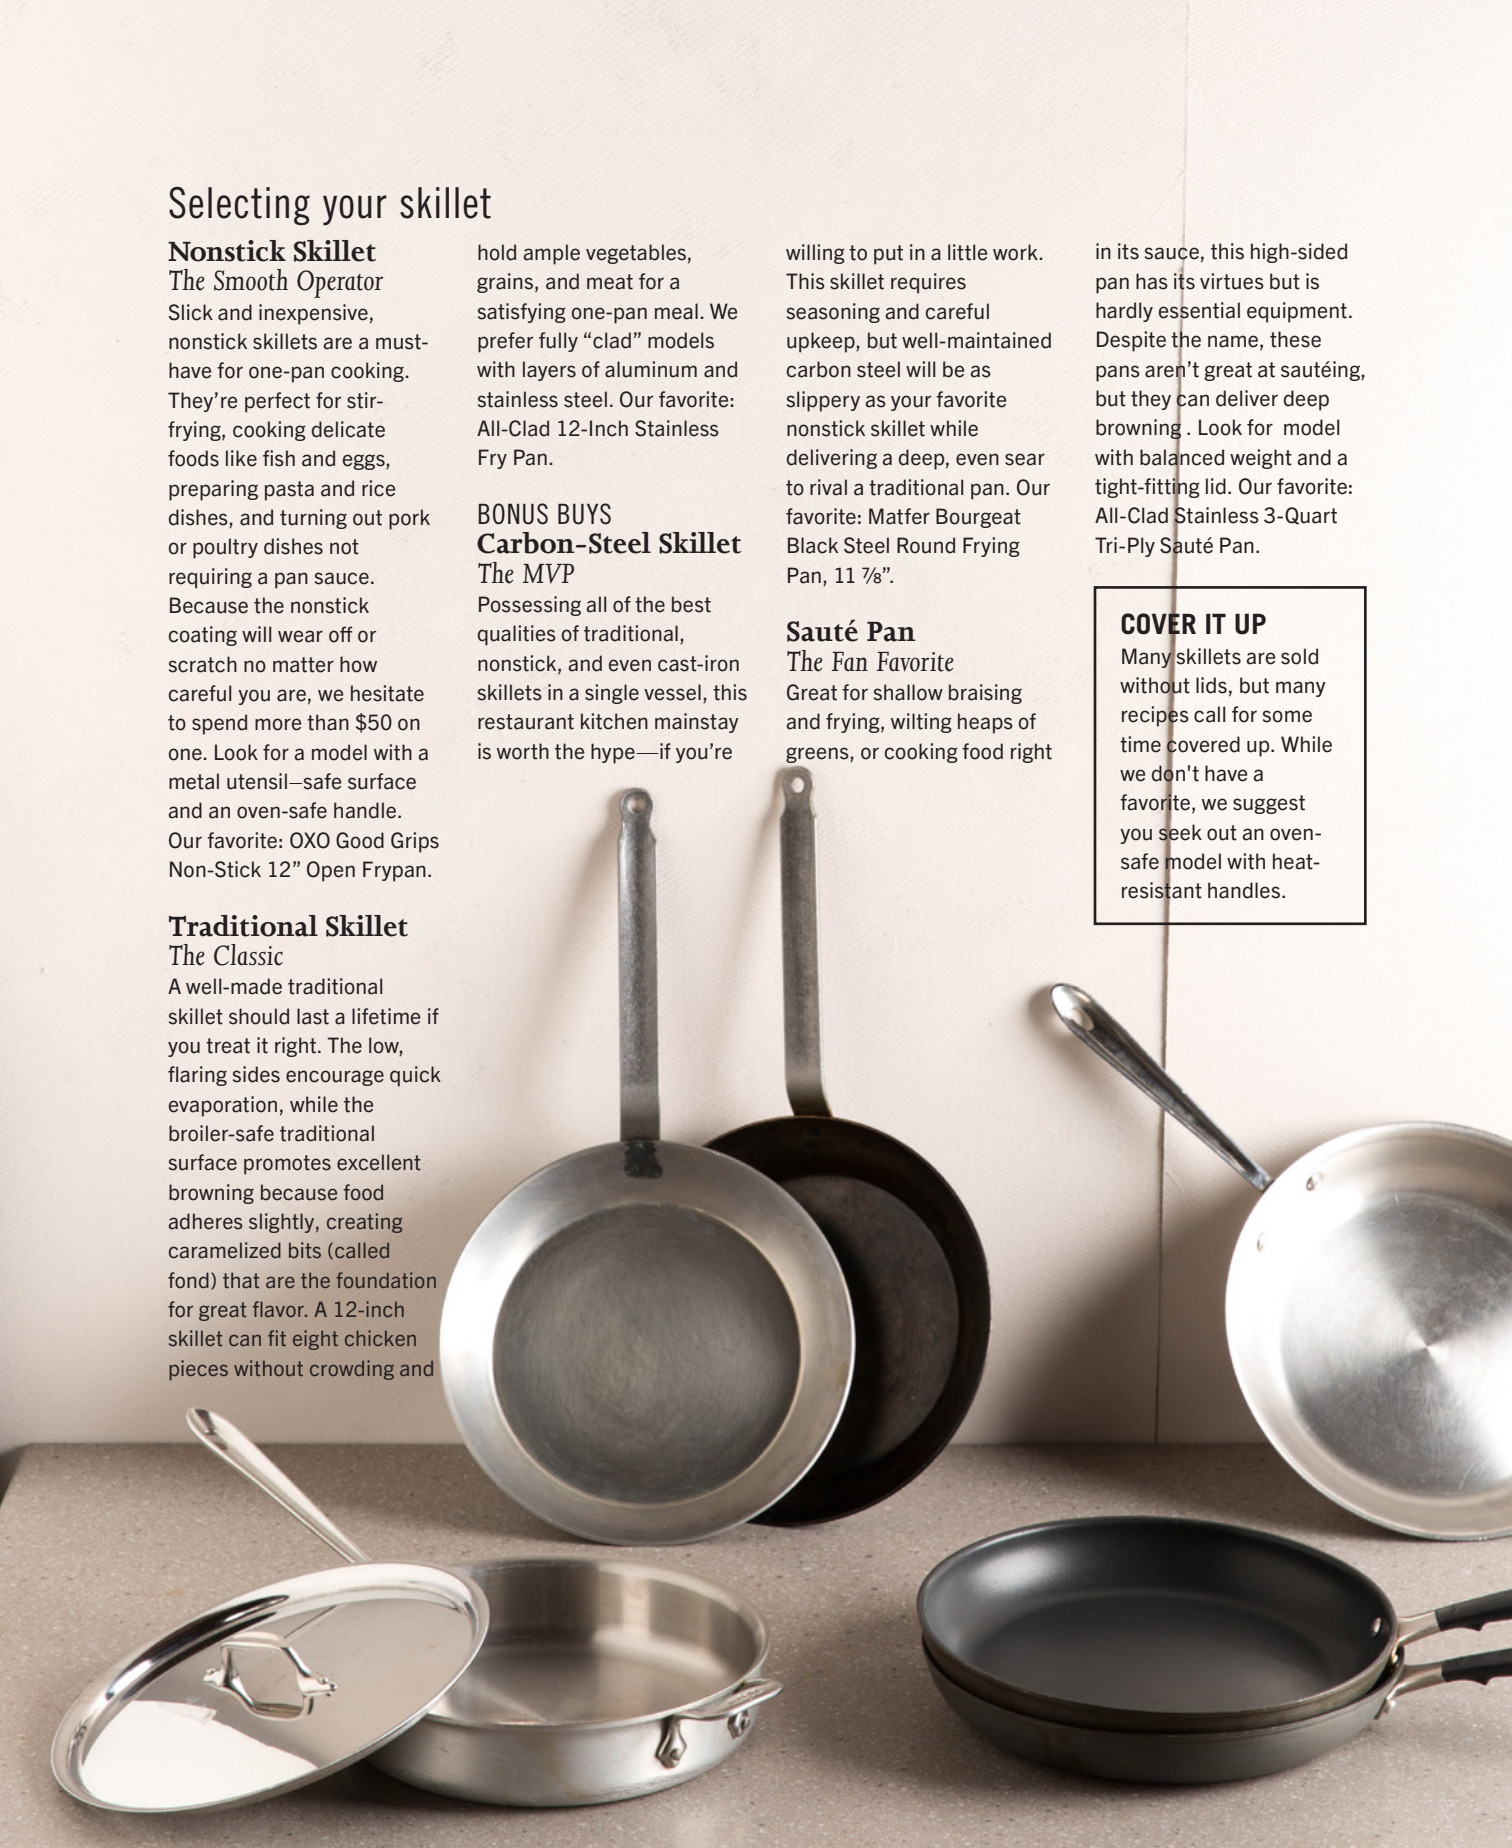 Selecting your skillet
Nonstick Skillet
The Smooth Operator
Slick and inexpensive,
nonstick skillets are a must-
have for one-pan cooking.
They’re perfect for stir-
frying, cooking delicate
foods like fish and eggs,
preparing pasta and rice
dishes, and turning out pork
or poultry dishes not
requiring a pan sauce.
Because the nonstick
coating will wear off or
scratch no matter how
careful you are, we hesitate
to spend more than $50 on
one. Look for a model with a
metal utensil–safe surface
and an oven-safe handle.
Our favorite: OXO Good Grips
Non-Stick 12” Open Frypan.
Traditional Skillet
The Classic
A well-made traditional
skillet should last a lifetime if
you treat it right. The low,
flaring sides encourage quick
evaporation, while the
broiler-safe traditional
surface promotes excellent
browning because food
adheres slightly, creating
caramelized bits (called
fond) that are the foundation
for great flavor. A 12-inch
skillet can fit eight chicken
pieces without crowding and
hold ample vegetables,
grains, and meat for a
satisfying one-pan meal. We
prefer fully “clad” models
with layers of aluminum and
stainless steel. Our favorite:
All-Clad 12-Inch Stainless
Fry Pan.
BONUS BUYS
Carbon-Steel Skillet
The MVP
Possessing all of the best
qualities of traditional,
nonstick, and even cast-iron
skillets in a single vessel, this
restaurant kitchen mainstay
is worth the hype—if you’re
willing to put in a little work.
This skillet requires
seasoning and careful
upkeep, but well-maintained
carbon steel will be as
slippery as your favorite
nonstick skillet while
delivering a deep, even sear
to rival a traditional pan. Our
favorite: Matfer Bourgeat
Black Steel Round Frying
Pan, 11 ⅞”.
Sauté Pan
The Fan Favorite
Great for shallow braising
and frying, wilting heaps of
greens, or cooking food right
in its sauce, this high-sided
pan has its virtues but is
hardly essential equipment.
Despite the name, these
pans aren’t great at sautéing,
but they can deliver deep
browning . Look for  model
with balanced weight and a
tight-fitting lid. Our favorite:
All-Clad Stainless 3-Quart
Tri-Ply Sauté Pan.
COVER IT UP
Many skillets are sold
without lids, but many
recipes call for some
time covered up. While
we don't have a
favorite, we suggest
you seek out an oven-
safe model with heat-
resistant handles.